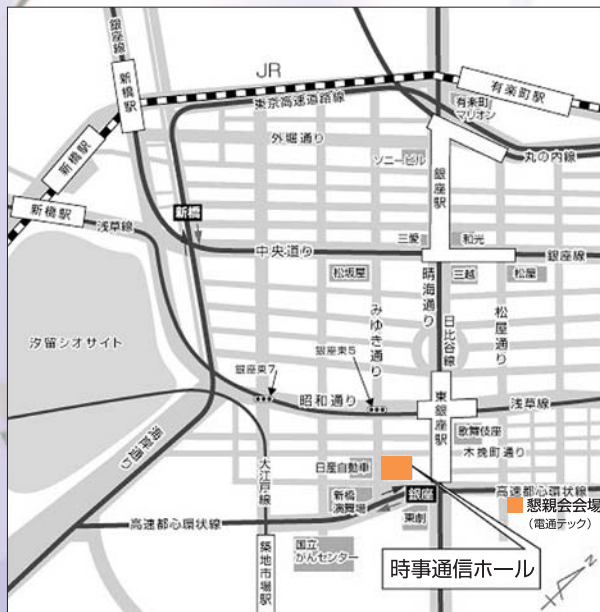 銀座線
新橋駅
JR
有楽町駅
東京高速道路線
有楽町
マリオン
外堀通り
ソニービル
丸の内線
新橋駅
銀座駅
新橋駅
新橋
浅草線
三愛
和光
中央通り
銀座線
松坂屋
晴海通り
三越
松屋
みゆき通り
日比谷線
松屋通り
汐留シオサイト
銀座東5
銀座東7
昭和通り
東銀座駅
浅草線
歌舞伎座
木挽町通り
海岸通り
大江戸線
日産自動車
新橋
演舞場
銀座
高速都心環状線
懇親会会場
(電通テック)
東劇
高速都心環状線
国立
がんセンター
築地市場駅
時事通信ホール